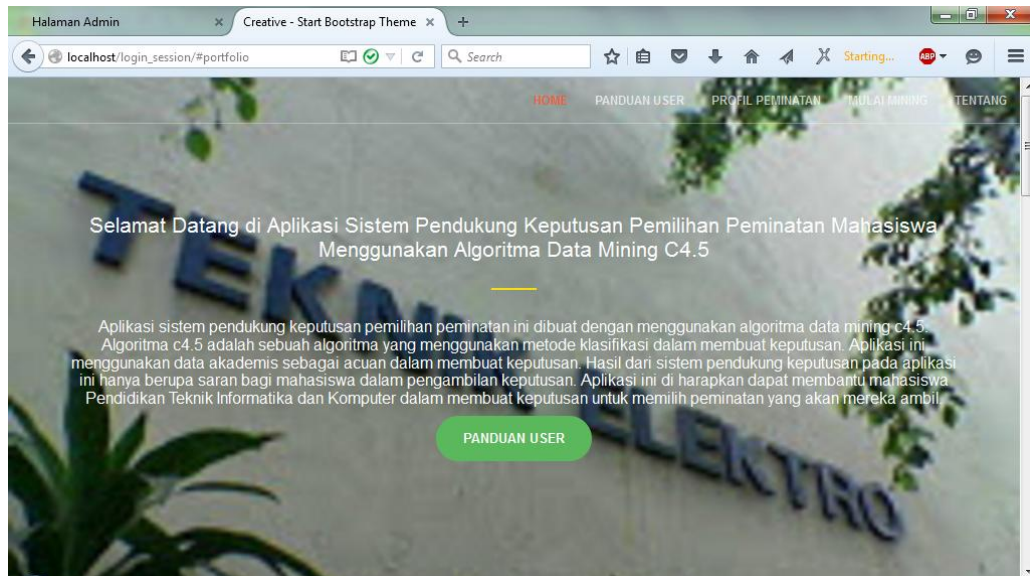 Halaman Admin
Creative - Start Bootstrap Theme
localhost/login_session/#portfolio
Search
Starting...
ABP
HOME PANDUAN USER PROFIL PEMINATAN MULAI MINING TENTANG
Selamat Datang di Aplikasi Sistem Pendukung Keputusan Pemilihan Peminatan Mahasiswa
Menggunakan Algoritma Data Mining C4.5
Aplikasi sistem pendukung keputusan pemilihan peminatan ini dibuat dengan menggunakan algoritma data mining c4.5.
Algoritma c4.5 adalah sebuah algoritma yang menggunakan metode klasifikasi dalam membuat keputusan. Aplikasi ini
menggunakan data akademis sebagai acuan dalam membuat keputusan. Hasil dari sistem pendukung keputusan pada aplikasi
ini hanya berupa saran bagi mahasiswa dalam pengambilan keputusan. Aplikasi ini di harapkan dapat membantu mahasiswa
Pendidikan Teknik Informatika dan Komputer dalam membuat keputusan untuk memilih peminatan yang akan mereka ambil.
PANDUAN USER
TEKNIK ELEKTRO